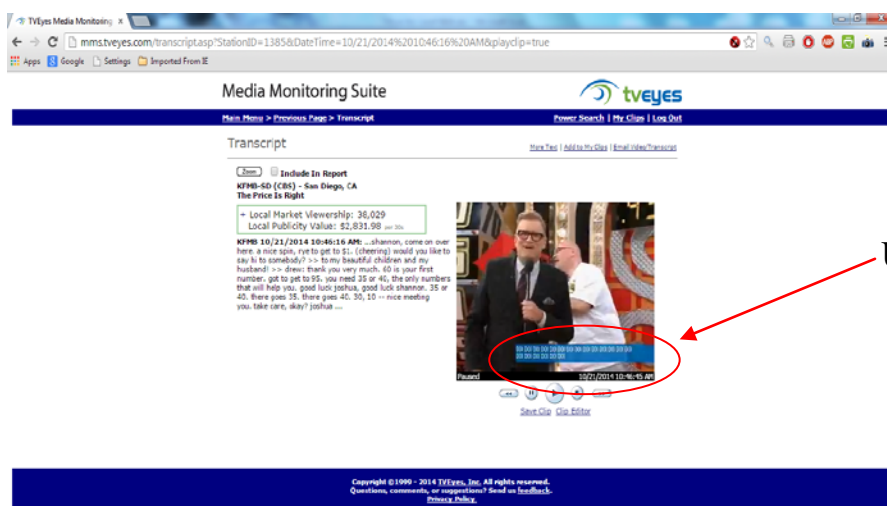 TVEyes Media Monitoring
mms.tveyes.com/transcript.asp?StationID=1385&DateTime=10/21/2014%2010:46:16%20AM&playclip=true
Apps Google Settings Imported From IE
Media Monitoring Suite
tveyes
Main Menu > Previous Page > Transcript
Power Search | My Clips | Log Out
Transcript
More Text | Add to My Clips | Email Video/Transcript
Zoom Include In Report
KFMB-SD (CBS) - San Diego, CA
The Price Is Right
+ Local Market Viewership: 38,029
Local Publicity Value: $2,831.98 per 30s
KFMB 10/21/2014 10:46:16 AM: ...shannon, come on over
here. a nice spin, rye to get to $1. (cheering) would you like to
say hi to somebody? >> to my beautiful children and my
husband! >> drew: thank you very much. 60 is your first
number. got to get to 95. you need 35 or 40, the only numbers
that will help you. good luck joshua, good luck shannon. 35 or
40. there goes 35. there goes 40. 30, 10 -- nice meeting
you. take care, okay? joshua ...
Paused
10/21/2014 10:46:45 AM
Save Clip Clip Editor
Copyright ©1999 - 2014 TVEyes, Inc. All rights reserved.
Questions, comments, or suggestions? Send us feedback.
Privacy Policy